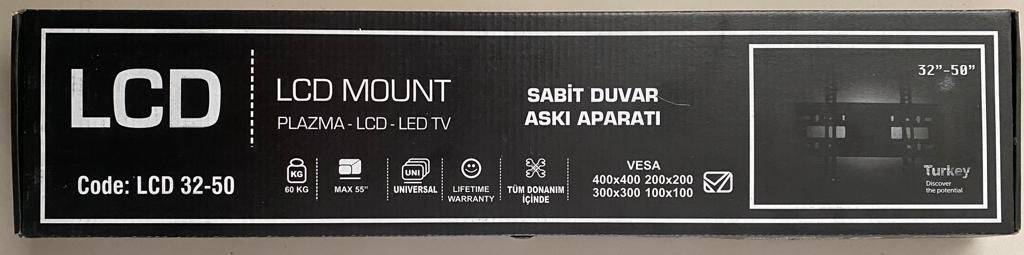 LCD
Code: LCD 32-50
LCD MOUNT
PLAZMA - LCD - LED TV
SABİT DUVAR
ASKI APARATI
KG
60 KG
MAX 55"
UNI
UNIVERSAL
LIFETIME
WARRANTY
TÜM DONANIM
İÇİNDE
VESA
400x400 200x200
300x300 100x100
32"-50"
Turkey
Discover
the potential